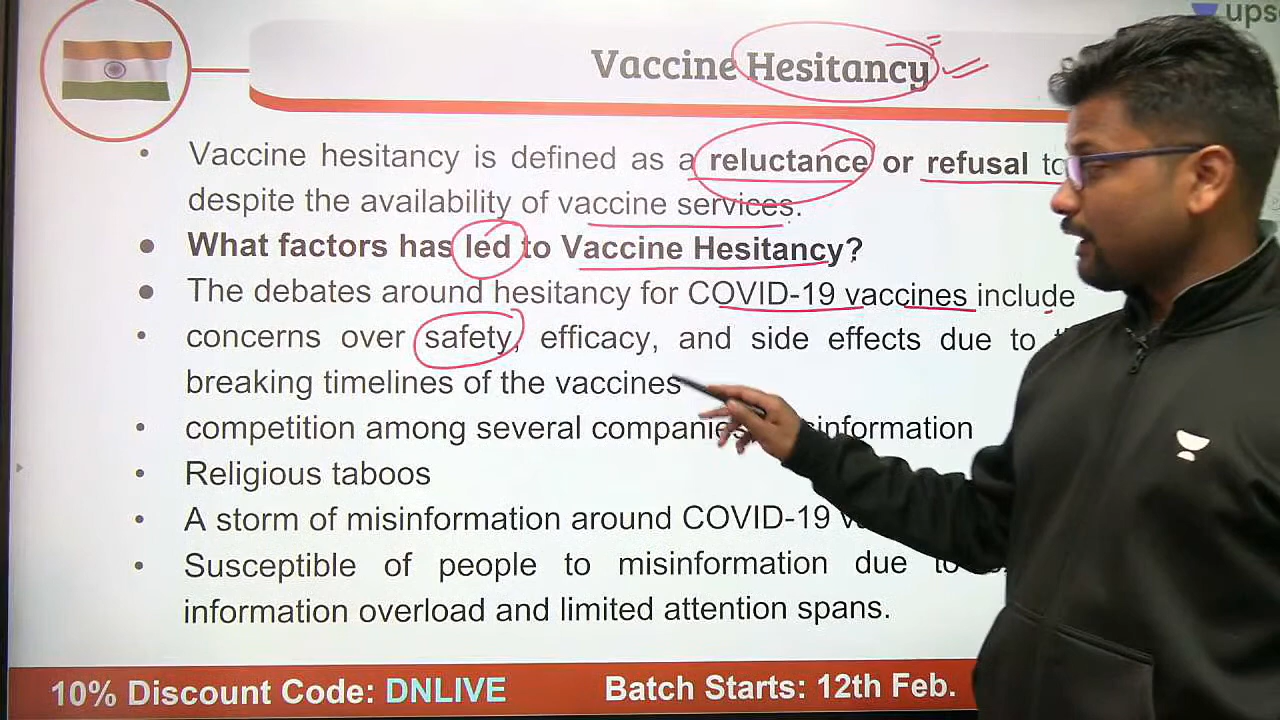 upsc
Vaccine Hesitancy
• Vaccine hesitancy is defined as a reluctance or refusal to
despite the availability of vaccine services.
● What factors has led to Vaccine Hesitancy?
● The debates around hesitancy for COVID-19 vaccines include
• concerns over safety, efficacy, and side effects due to
breaking timelines of the vaccines
• competition among several companies, misinformation
• Religious taboos
• A storm of misinformation around COVID-19
• Susceptible of people to misinformation due to
information overload and limited attention spans.
10% Discount Code: DNLIVE
Batch Starts: 12th Feb.